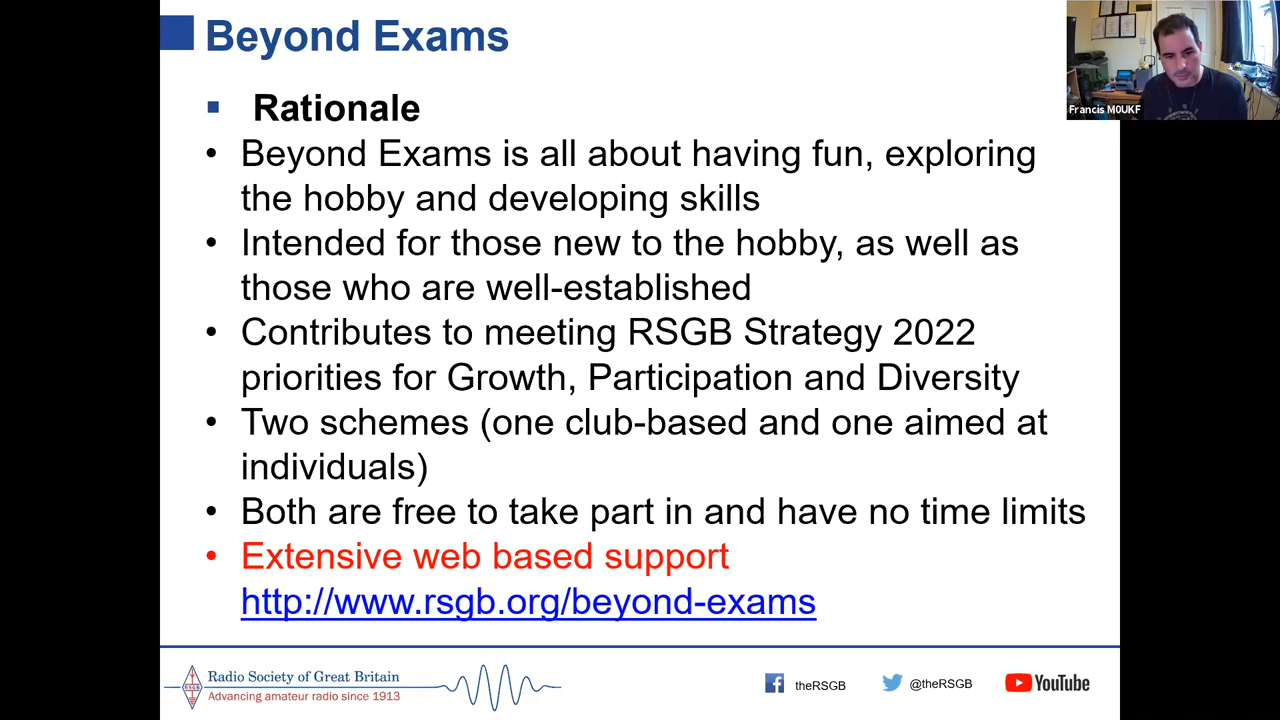 Beyond Exams
Francis M0UKF
▪ Rationale
• Beyond Exams is all about having fun, exploring
the hobby and developing skills
• Intended for those new to the hobby, as well as
those who are well-established
• Contributes to meeting RSGB Strategy 2022
priorities for Growth, Participation and Diversity
• Two schemes (one club-based and one aimed at
individuals)
• Both are free to take part in and have no time limits
• Extensive web based support
http://www.rsgb.org/beyond-exams
RSGB
Radio Society of Great Britain
Advancing amateur radio since 1913
theRSGB
@theRSGB
YouTube